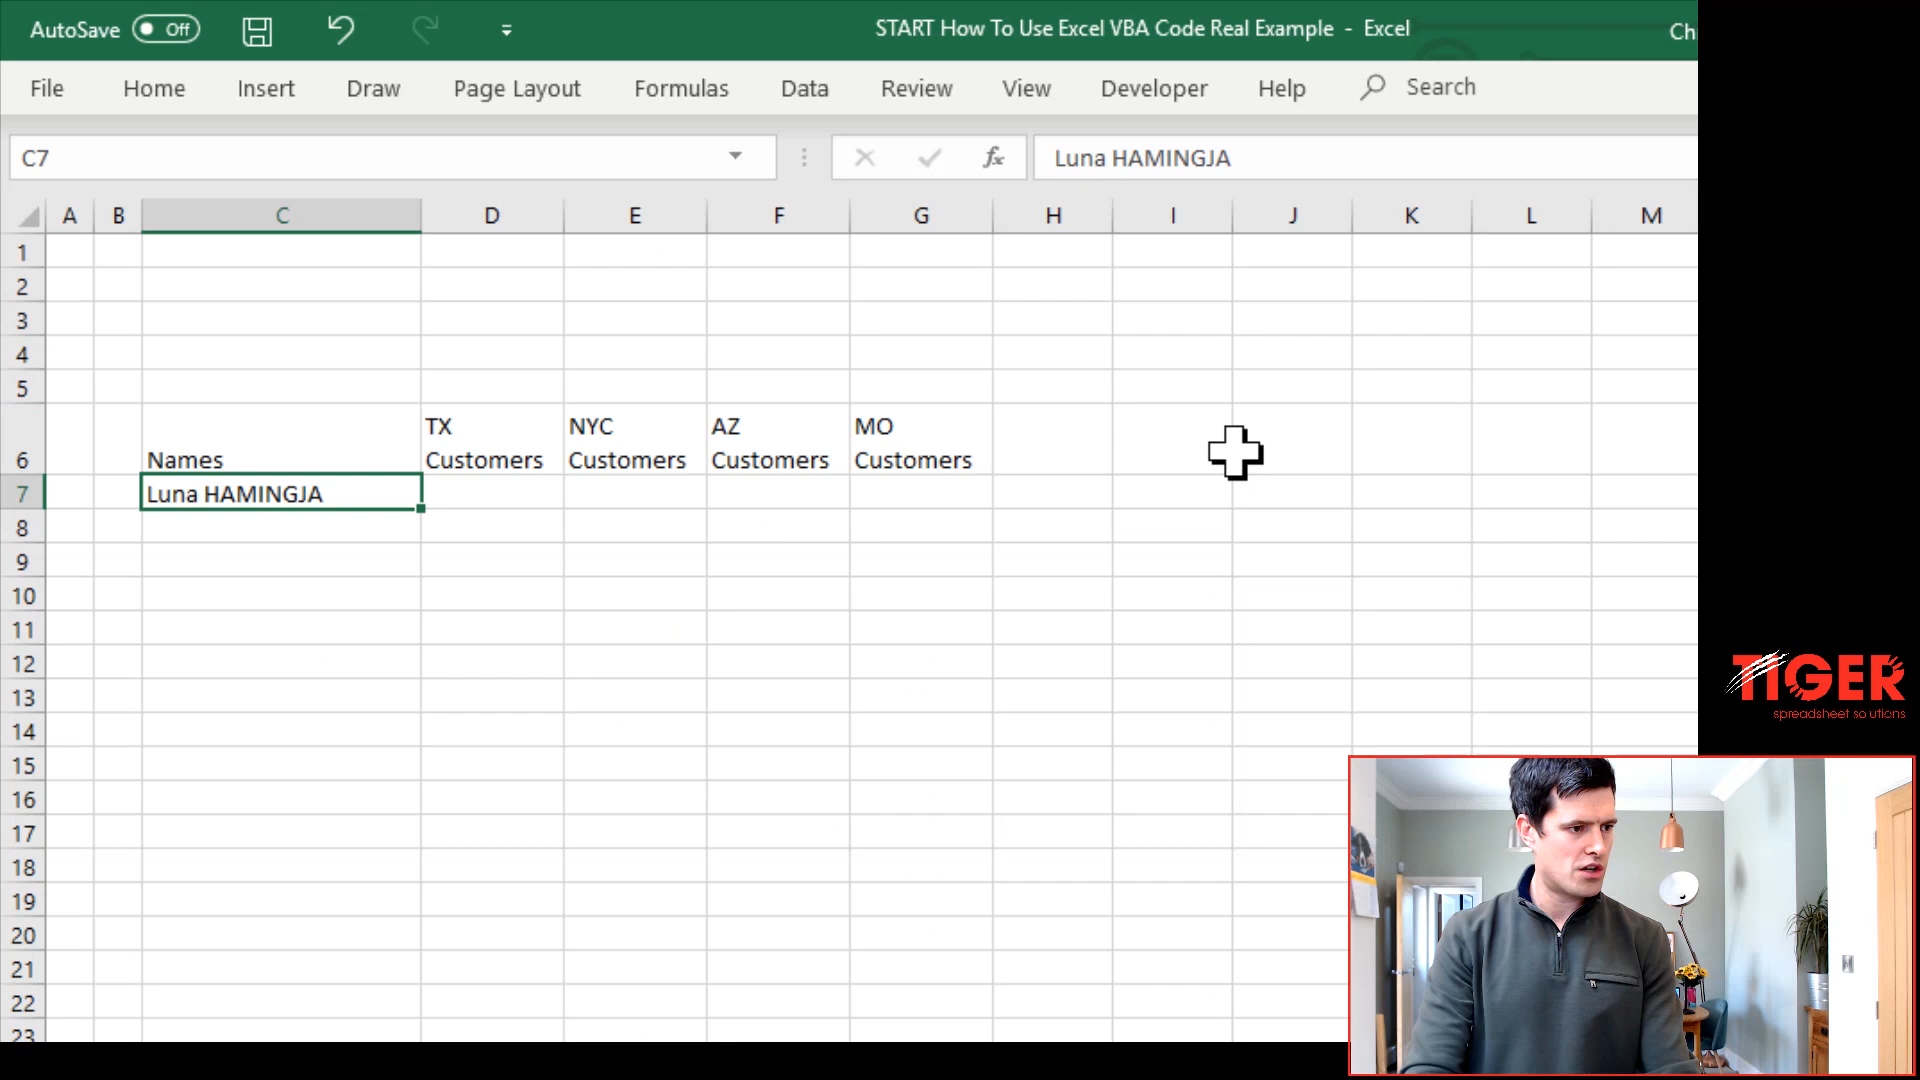 AutoSave Off START How To Use Excel VBA Code Real Example - Excel Ch
File Home Insert Draw Page Layout Formulas Data Review View Developer Help Search
C7 fx Luna HAMINGJA
A B C D E F G H I J K L M
1
2
3
4
5
TX NYC AZ MO
6 Names Customers Customers Customers Customers
7 Luna HAMINGJA
8
9
10
11
12
13
14
15
16
17
18
19
20
21
22
23
TIGER
spreadsheet solutions